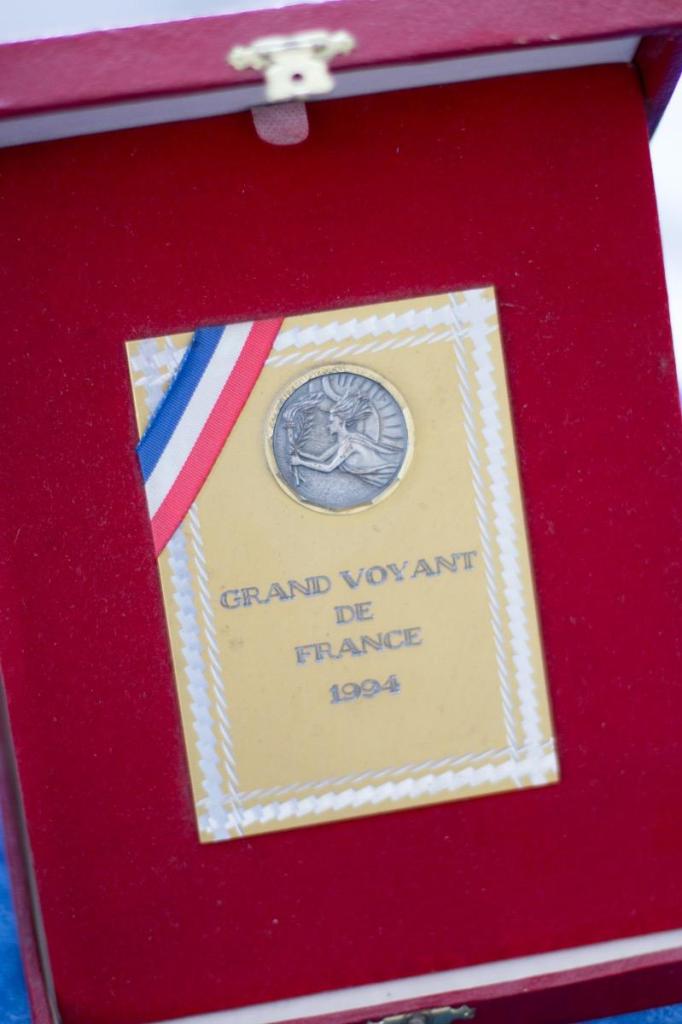 GRAND VOYANT
DE
FRANCE
1994